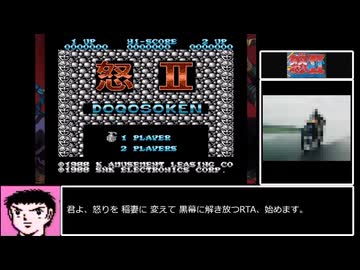 1 UP HI-SCORE 2 UP
0000000 0000000 0000000
怒 II
DOGOSOKEN
1 PLAYER
2 PLAYERS
©1988 K.AMUSEMENT LEASING CO
©1988 SNK ELECTRONICS CORP.
怒II
君よ、怒りを 稲妻に 変えて 黒幕に解き放つRTA、始めます。